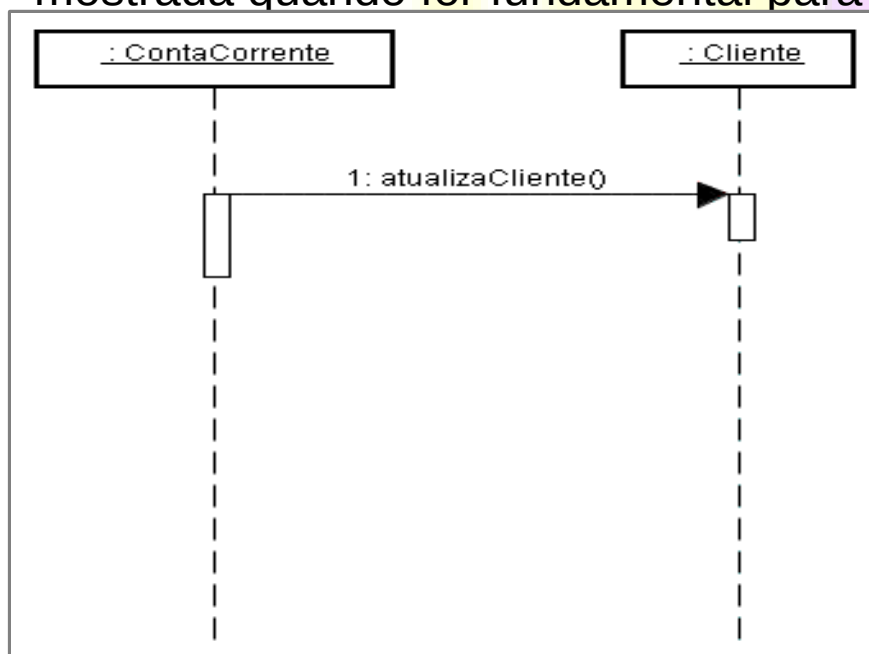 mostrada quando for fundamental para
: ContaCorrente
: Cliente
1: atualizaCliente()